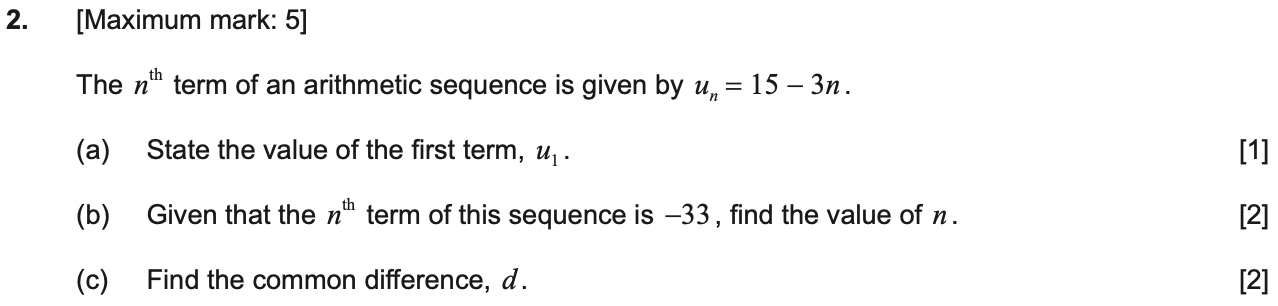 2. [Maximum mark: 5]
The nth term of an arithmetic sequence is given by uₙ = 15 − 3n.
(a) State the value of the first term, u₁. [1]
(b) Given that the nth term of this sequence is −33, find the value of n. [2]
(c) Find the common difference, d. [2]